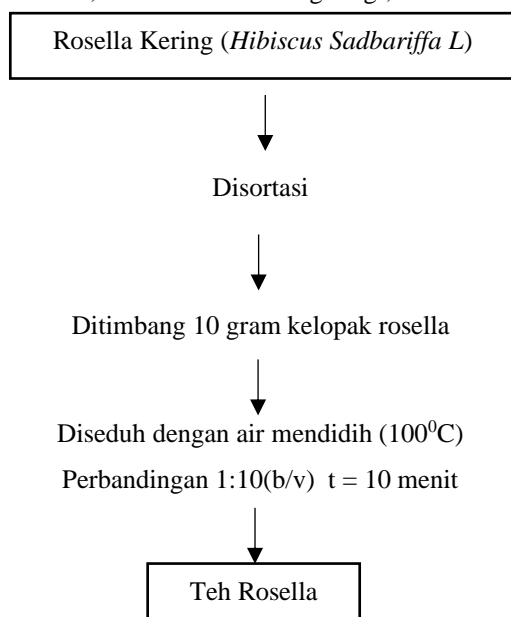 Rosella Kering (Hibiscus Sadbariffa L)
Disortasi
Ditimbang 10 gram kelopak rosella
Diseduh dengan air mendidih (100⁰C)
Perbandingan 1:10(b/v) t = 10 menit
Teh Rosella